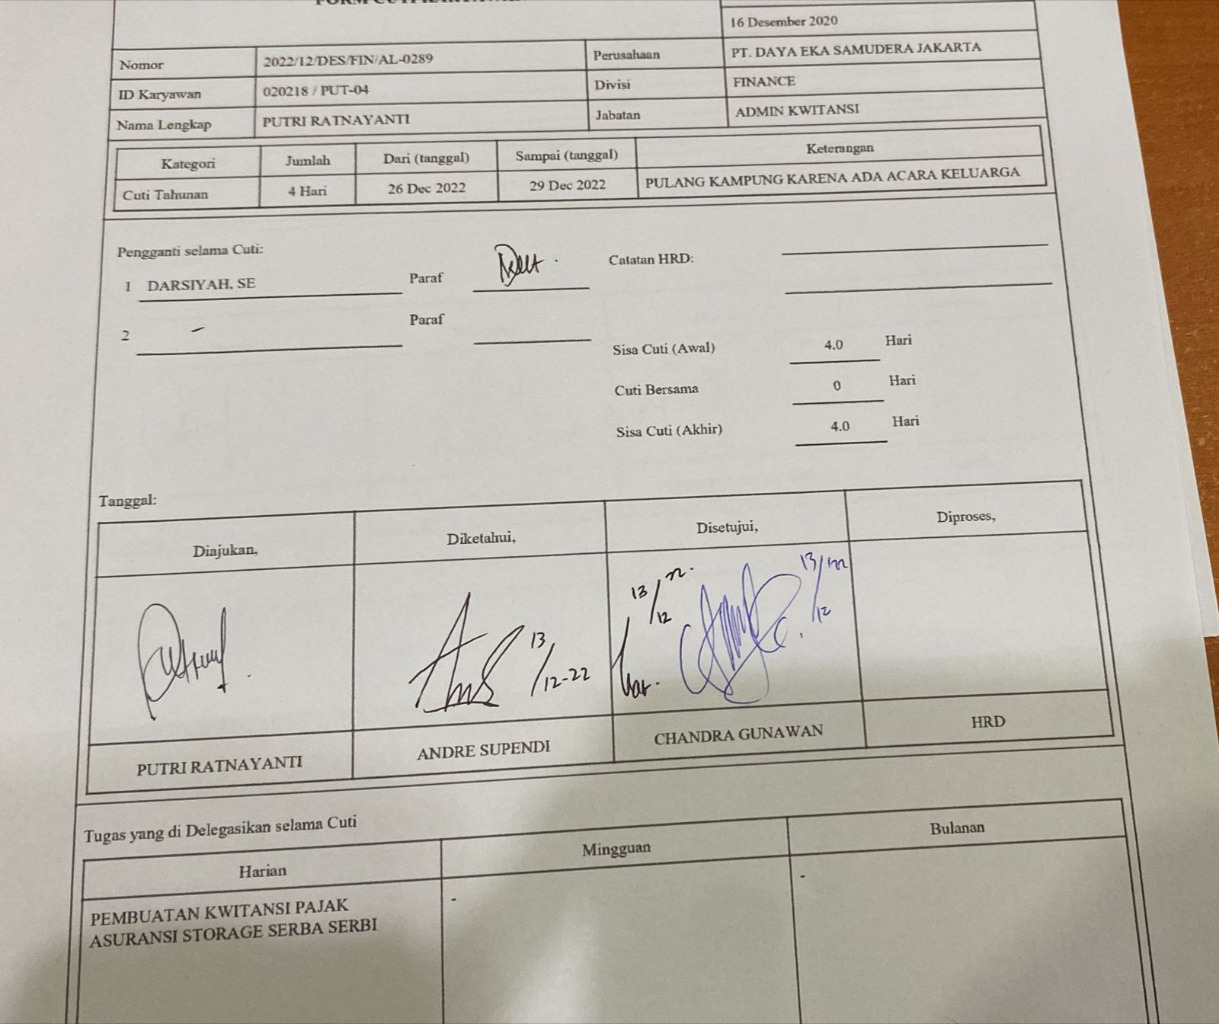 16 Desember 2020
Nomor 2022/12/DES/FIN/AL-0289 Perusahaan PT. DAYA EKA SAMUDERA JAKARTA
ID Karyawan 020218 / PUT-04 Divisi FINANCE
Nama Lengkap PUTRI RATNAYANTI Jabatan ADMIN KWITANSI
Kategori Jumlah Dari (tanggal) Sampai (tanggal) Keterangan
Cuti Tahunan 4 Hari 26 Dec 2022 29 Dec 2022 PULANG KAMPUNG KARENA ADA ACARA KELUARGA
Pengganti selama Cuti:
1 DARSIYAH. SE Paraf Catatan HRD:
2 - Paraf
Sisa Cuti (Awal) 4.0 Hari
Cuti Bersama 0 Hari
Sisa Cuti (Akhir) 4.0 Hari
Tanggal:
Diajukan, Diketahui, Disetujui, Diproses,
13/12-22 13/12 22. 13/12 22
PUTRI RATNAYANTI ANDRE SUPENDI CHANDRA GUNAWAN HRD
Tugas yang di Delegasikan selama Cuti
Harian Mingguan Bulanan
PEMBUATAN KWITANSI PAJAK - -
ASURANSI STORAGE SERBA SERBI